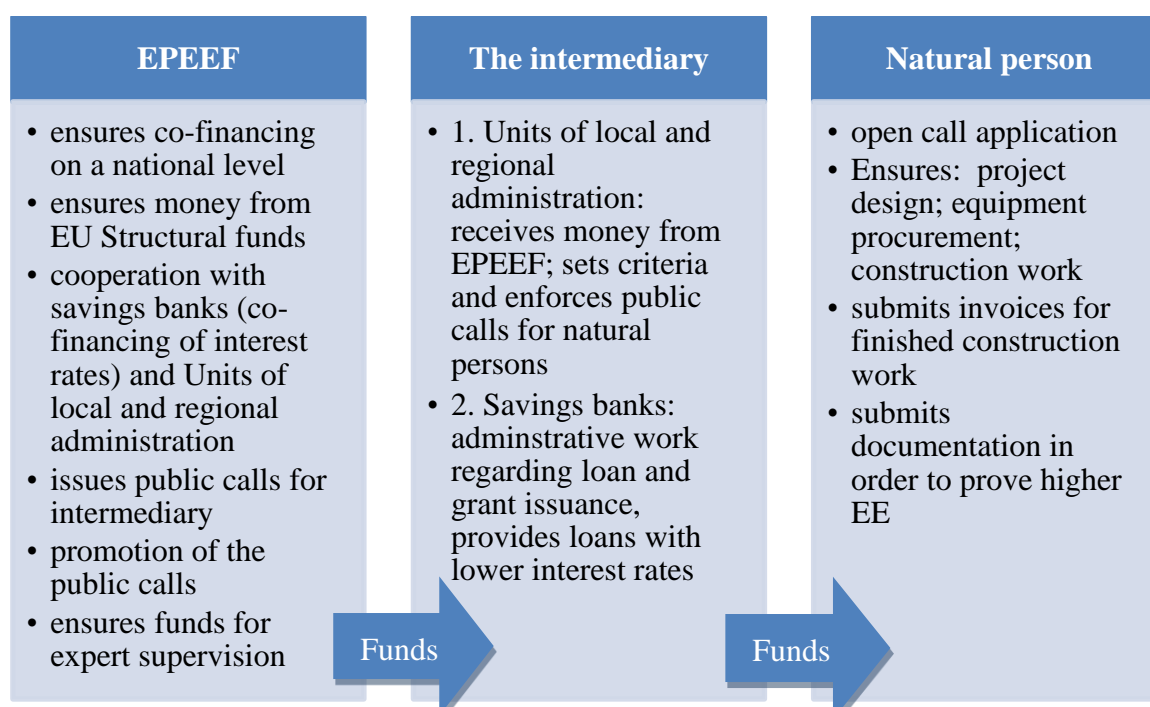 EPEEF
• ensures co-financing
on a national level
• ensures money from
EU Structural funds
• cooperation with
savings banks (co-
financing of interest
rates) and Units of
local and regional
administration
• issues public calls for
intermediary
• promotion of the
public calls
• ensures funds for
expert supervision
Funds
The intermediary
• 1. Units of local and
regional
administration:
receives money from
EPEEF; sets criteria
and enforces public
calls for natural
persons
• 2. Savings banks:
adminstrative work
regarding loan and
grant issuance,
provides loans with
lower interest rates
Funds
Natural person
• open call application
• Ensures: project
design; equipment
procurement;
construction work
• submits invoices for
finished construction
work
• submits
documentation in
order to prove higher
EE